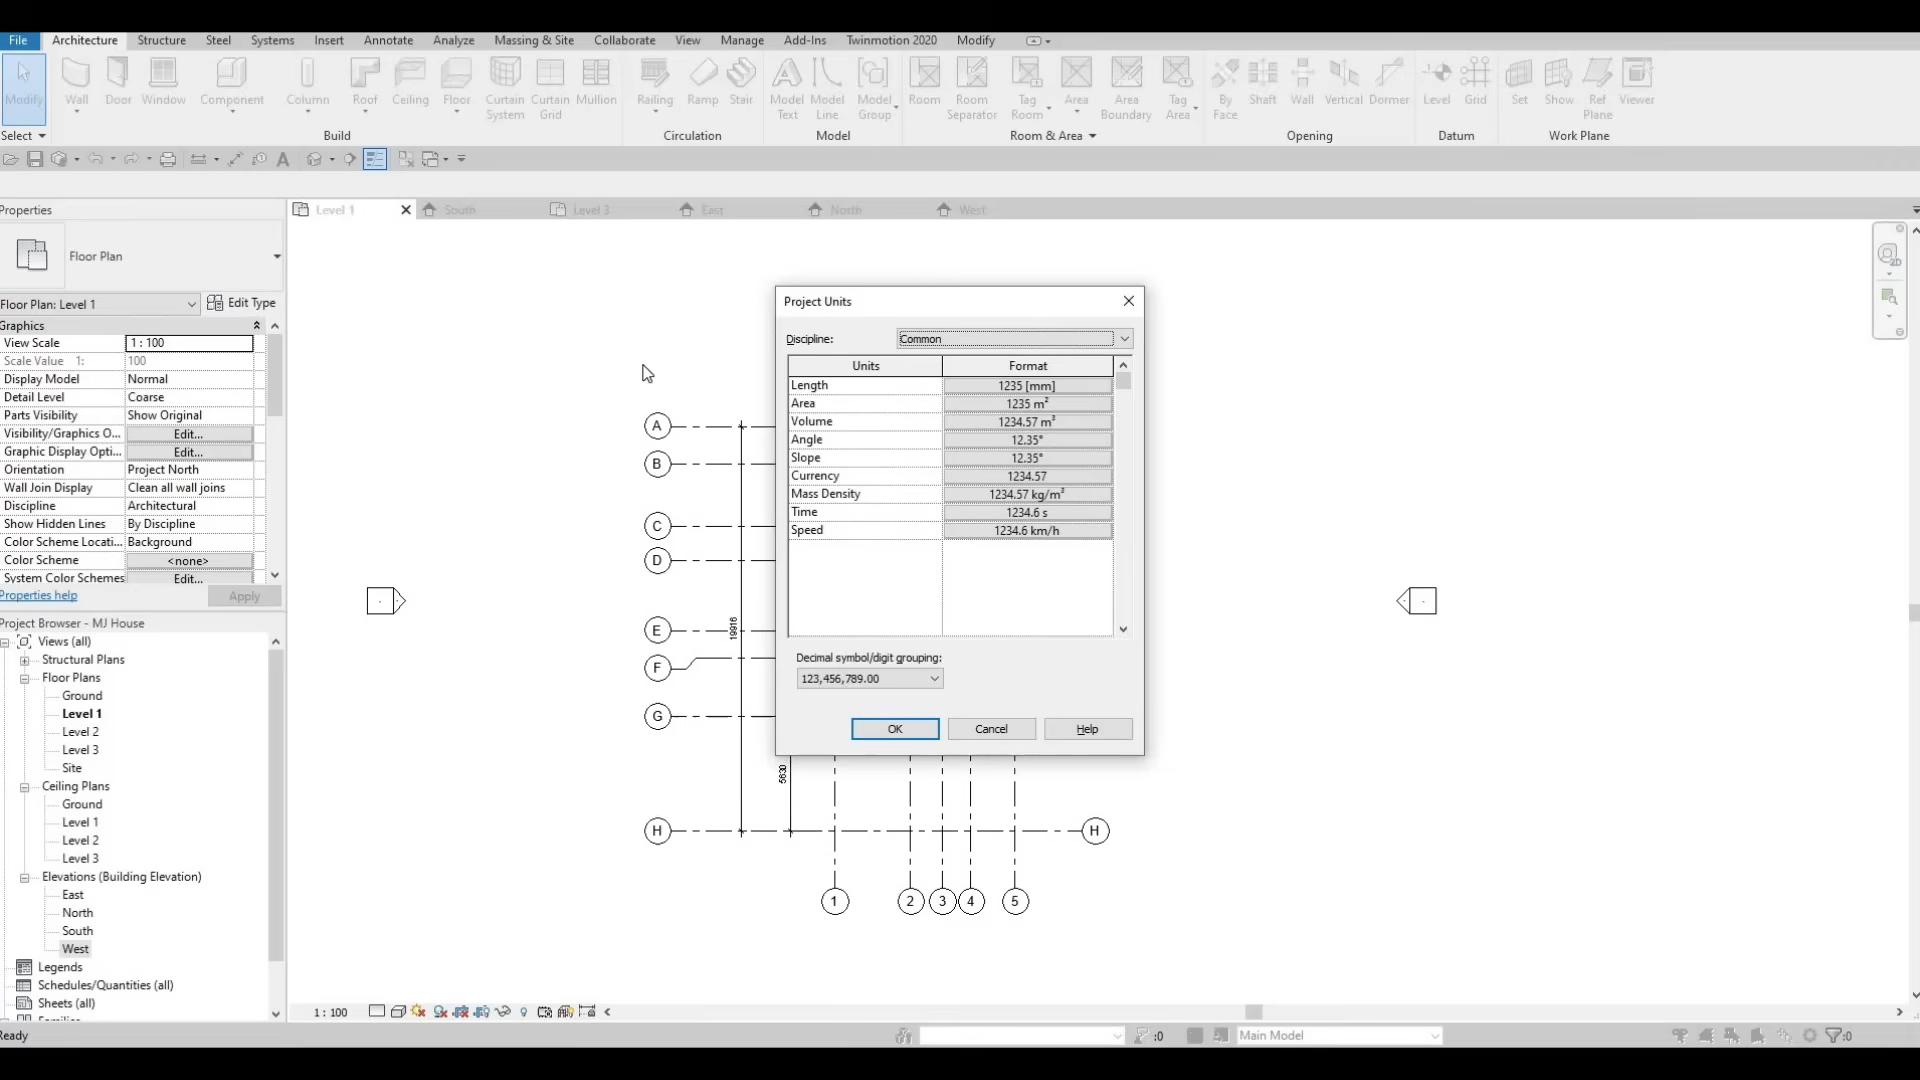 File Architecture Structure Steel Systems Insert Annotate Analyze Massing & Site Collaborate View Manage Add-Ins Twinmotion 2020 Modify
Modify Wall Door Window Component Column Roof Ceiling Floor Curtain System Curtain Grid Mullion Railing Ramp Stair Model Text Model Line Model Group Room Room Separator Tag Room Area Area Boundary Tag Area By Face Shaft Wall Vertical Dormer Level Grid Set Show Ref Plane Viewer
Select Build Circulation Model Room & Area Opening Datum Work Plane
Properties
Level 1 South Level 3 East North West
Floor Plan
Floor Plan: Level 1 Edit Type
Graphics
View Scale 1 : 100
Scale Value 1: 100
Display Model Normal
Detail Level Coarse
Parts Visibility Show Original
Visibility/Graphics O... Edit...
Graphic Display Opti... Edit...
Orientation Project North
Wall Join Display Clean all wall joins
Discipline Architectural
Show Hidden Lines By Discipline
Color Scheme Locati... Background
Color Scheme <none>
System Color Schemes Edit...
Properties help Apply
Project Browser - MJ House
Views (all)
Structural Plans
Floor Plans
Ground
Level 1
Level 2
Level 3
Site
Ceiling Plans
Ground
Level 1
Level 2
Level 3
Elevations (Building Elevation)
East
North
South
West
Legends
Schedules/Quantities (all)
Sheets (all)
Project Units
Discipline: Common
Units Format
Length 1235 [mm]
Area 1235 m²
Volume 1234.57 m³
Angle 12.35°
Slope 12.35°
Currency 1234.57
Mass Density 1234.57 kg/m³
Time 1234.6 s
Speed 1234.6 km/h
Decimal symbol/digit grouping:
123,456,789.00
OK Cancel Help
A
B
C
D
E
F
G
H H
19916
5630
1 2 3 4 5
1 : 100
Ready :0 Main Model :0